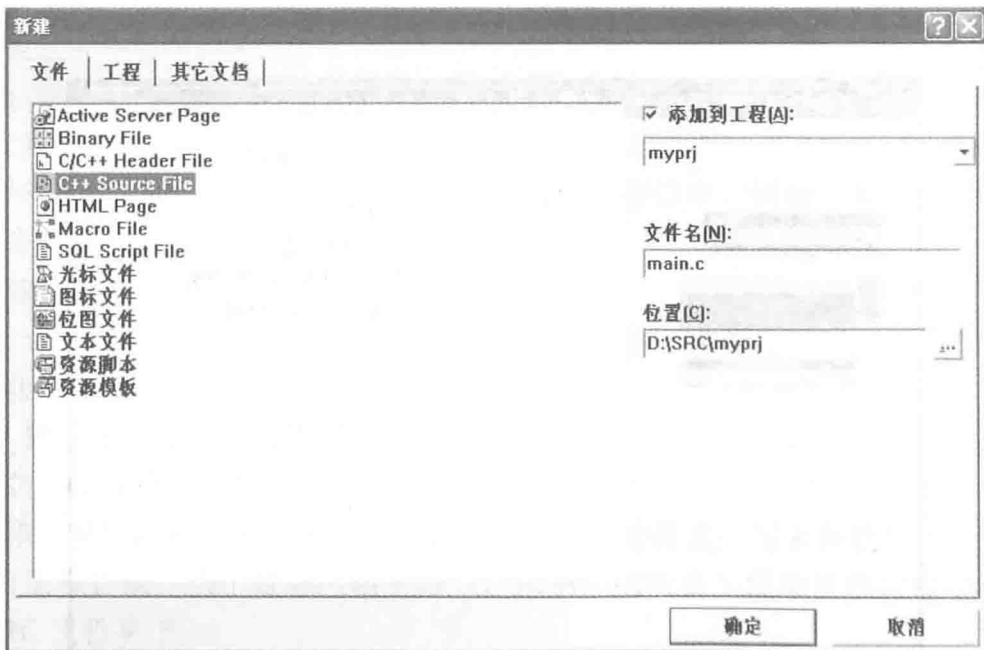 新建
文件 工程 其它文档
Active Server Page
Binary File
C/C++ Header File
C++ Source File
HTML Page
Macro File
SQL Script File
光标文件
图标文件
位图文件
文本文件
资源脚本
资源模板
添加到工程(A):
myprj
文件名(N):
main.c
位置(C):
D:\SRC\myprj
...
确定 取消